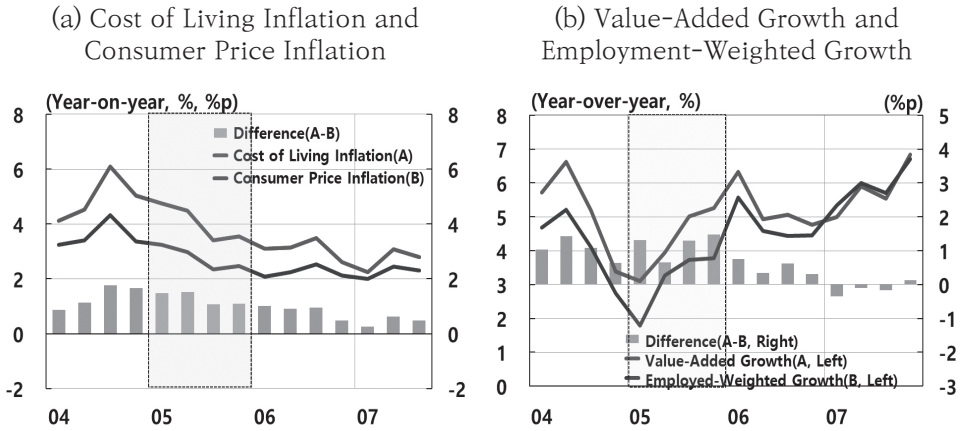 (a) Cost of Living Inflation and
Consumer Price Inflation
(Year-on-year, %, %p)
8
6
4
2
0
-2
8
6
4
2
0
-2
Difference(A-B)
Cost of Living Inflation(A)
Consumer Price Inflation(B)
04 05 06 07
(b) Value-Added Growth and
Employment-Weighted Growth
(Year-over-year, %) (%p)
8
7
6
5
4
3
2
1
0
5
4
3
2
1
0
-1
-2
-3
Difference(A-B, Right)
Value-Added Growth(A, Left)
Employed-Weighted Growth(B, Left)
04 05 06 07